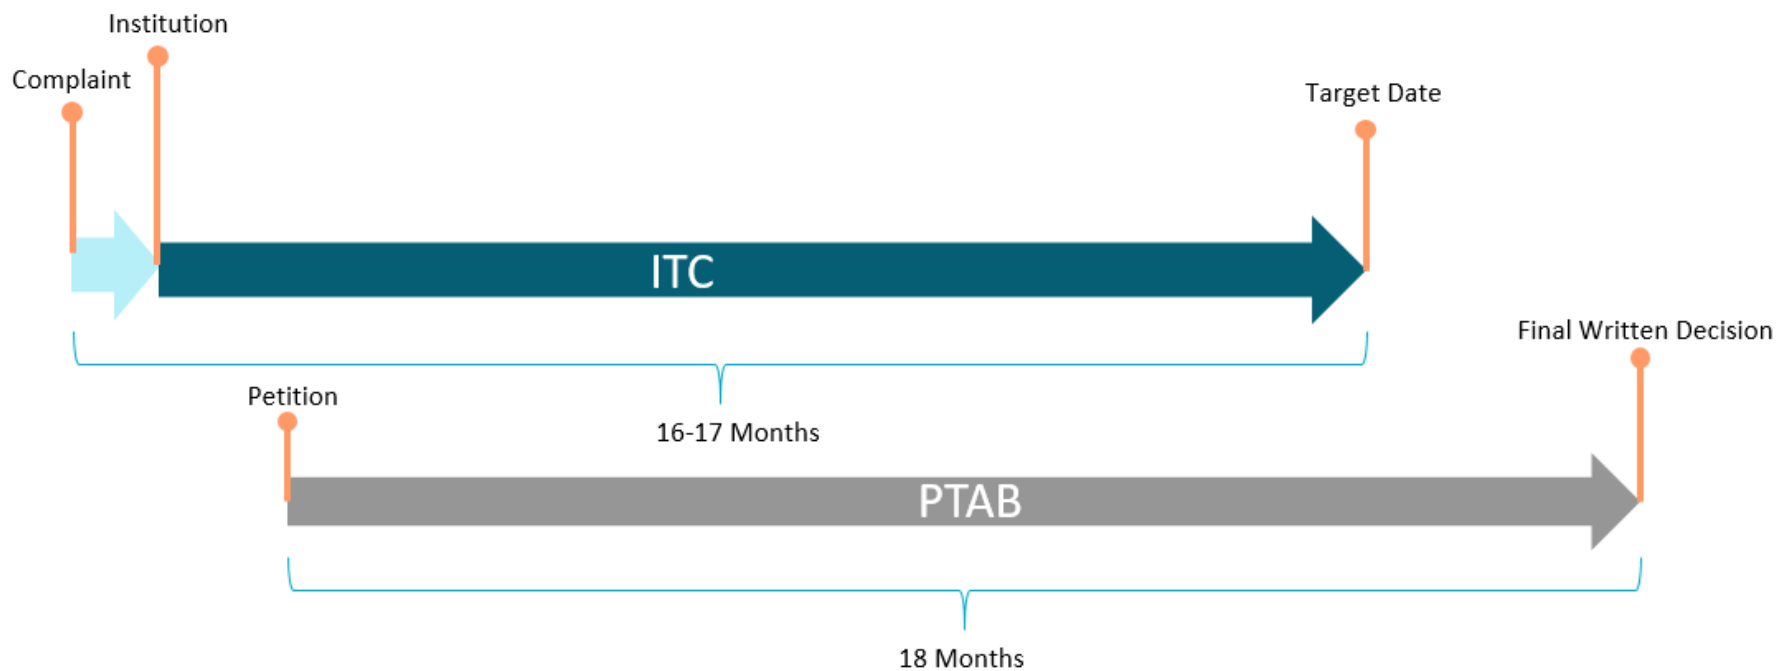 Institution
Complaint
Target Date
ITC
Final Written Decision
Petition
16-17 Months
PTAB
18 Months